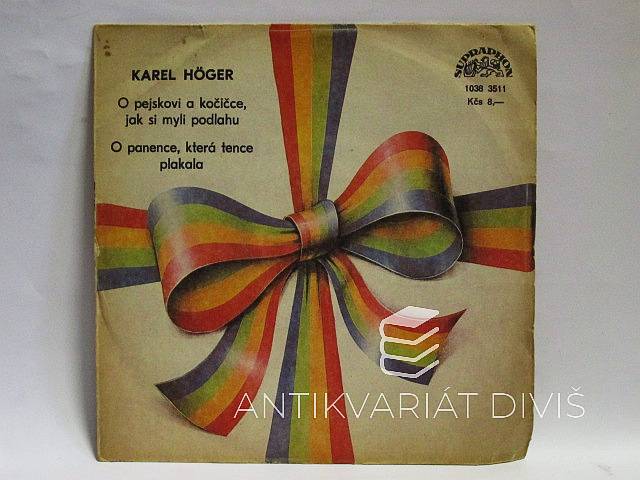 KAREL HÖGER
O pejskovi a kočičce,
jak si myli podlahu
O panence, která tence
plakala
SUPRAPHON
1038 3511
Kčs 8,—
ANTIKVARIÁT DIVIŠ